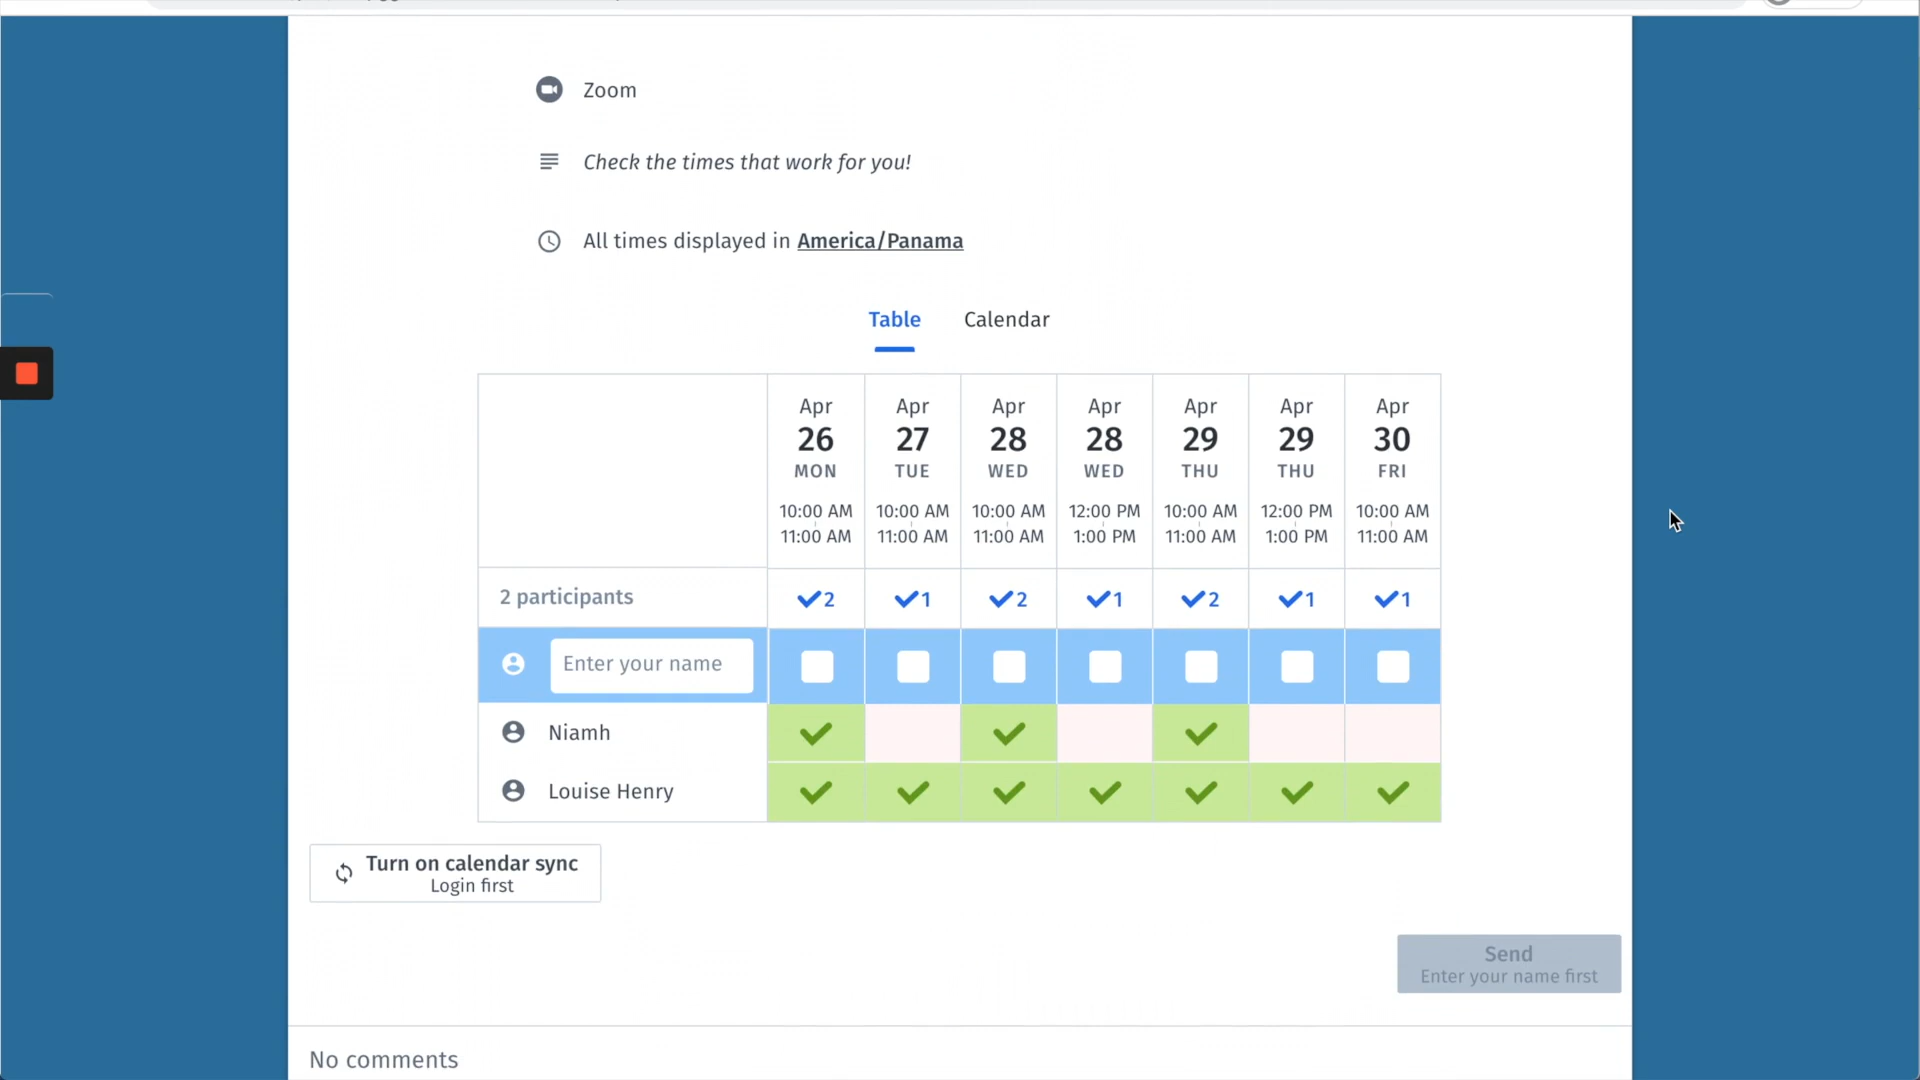 Zoom
Check the times that work for you!
All times displayed in America/Panama
Table Calendar
Apr Apr Apr Apr Apr Apr Apr
26 27 28 28 29 29 30
MON TUE WED WED THU THU FRI
10:00 AM 10:00 AM 10:00 AM 12:00 PM 10:00 AM 12:00 PM 10:00 AM
11:00 AM 11:00 AM 11:00 AM 1:00 PM 11:00 AM 1:00 PM 11:00 AM
2 participants 2 1 2 1 2 1 1
Enter your name
Niamh
Louise Henry
Turn on calendar sync
Login first
Send
Enter your name first
No comments